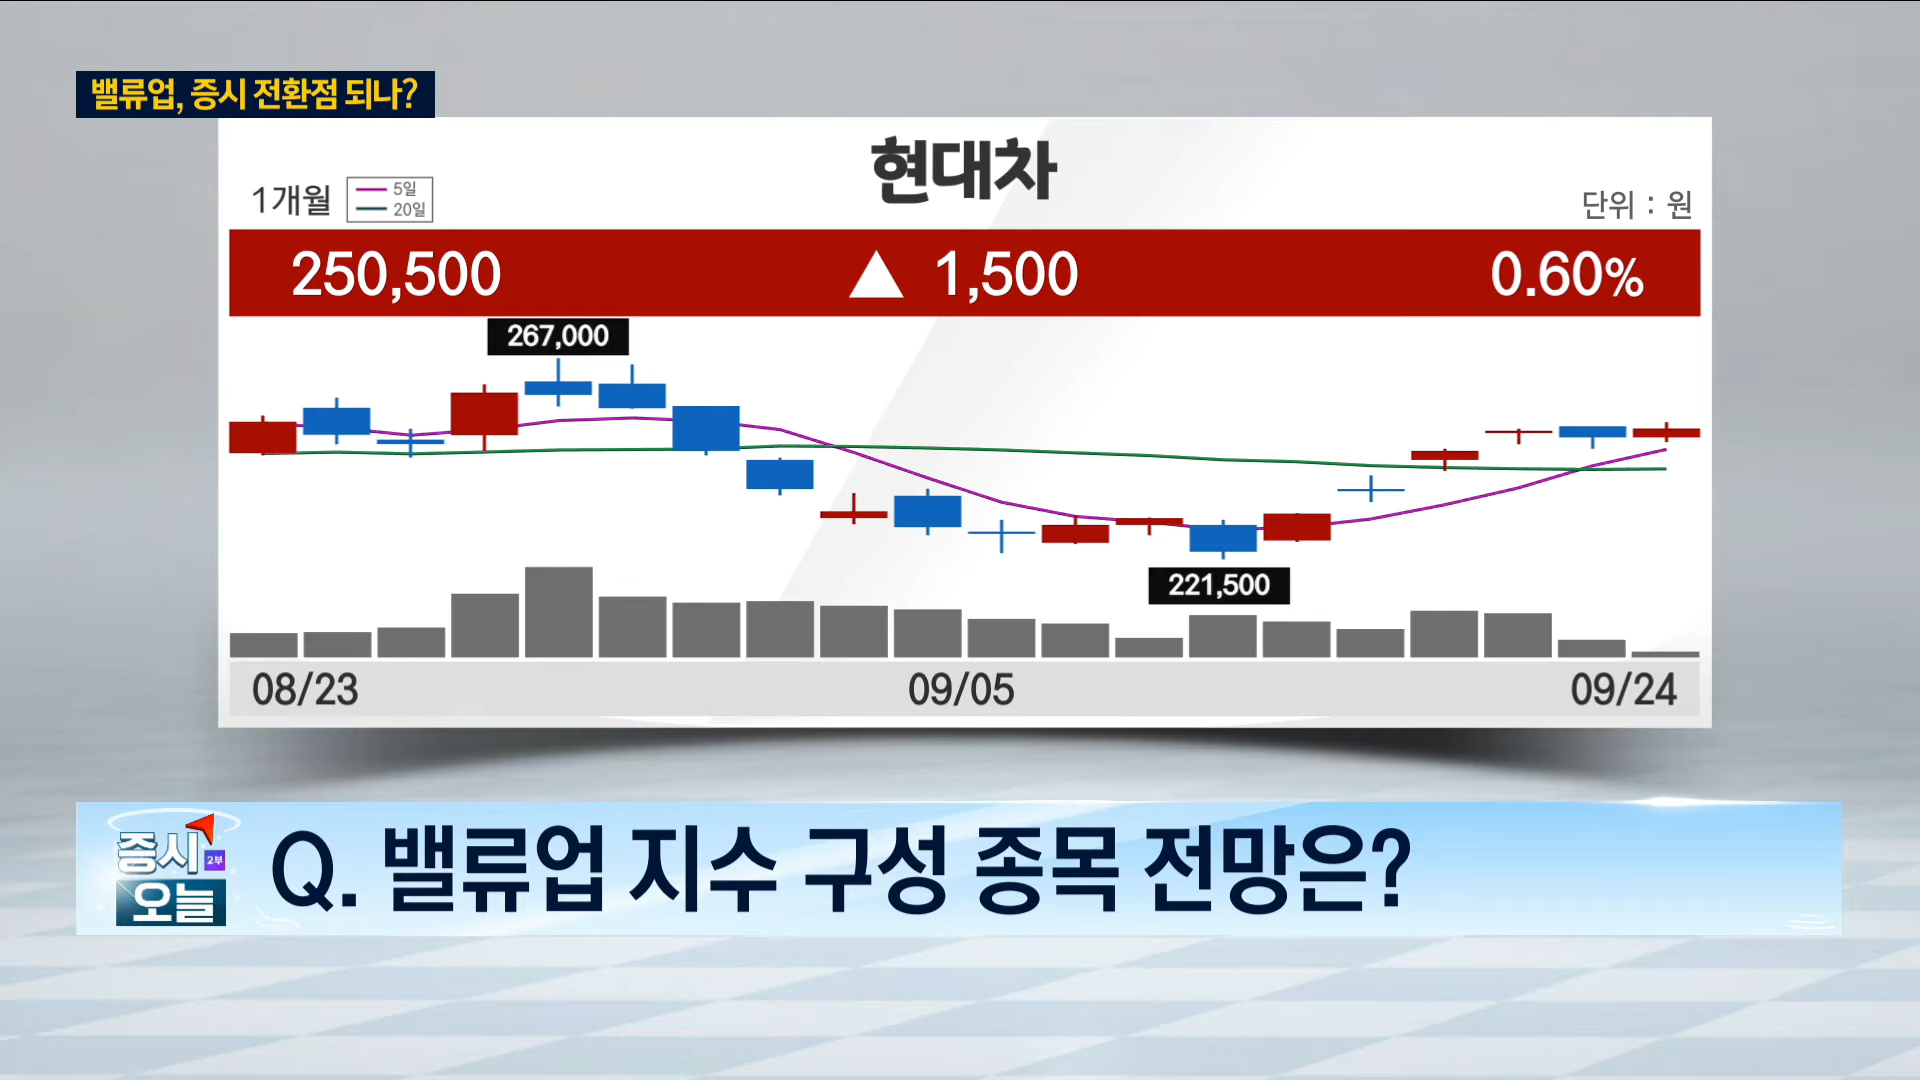 밸류업, 증시 전환점 되나?
현대차
1개월
5일
20일
단위 : 원
250,500 ▲ 1,500 0.60%
267,000
221,500
08/23 09/05 09/24
증시 2부
오늘
Q. 밸류업 지수 구성 종목 전망은?